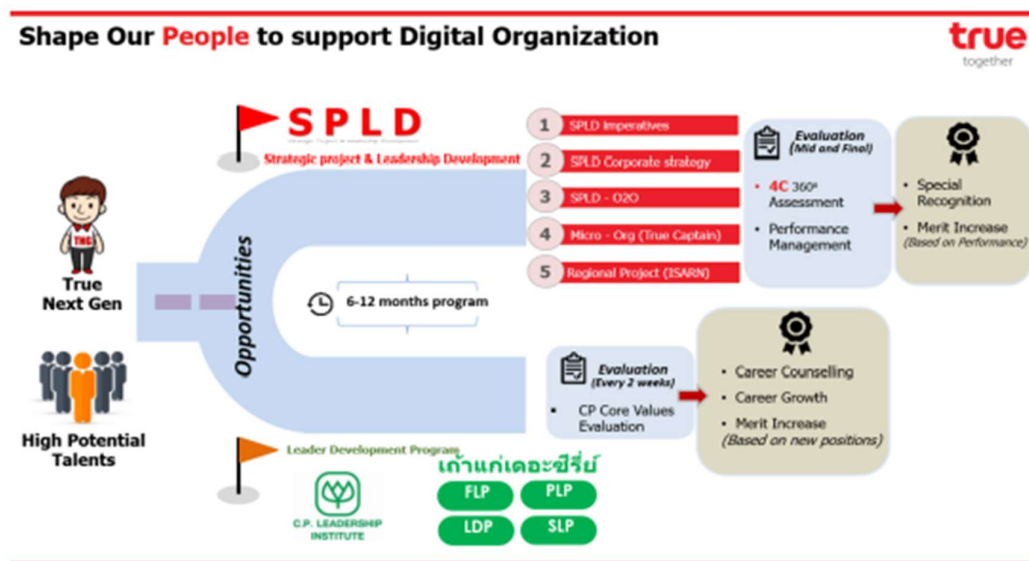 Shape Our People to support Digital Organization
true
together
SPLD
Strategic project & Leadership Development
1 SPLD Imperatives
2 SPLD Corporate strategy
3 SPLD - O2O
4 Micro - Org (True Captain)
5 Regional Project (ISARN)
Evaluation
(Mid and Final)
• 4C 360° Assessment
• Performance Management
• Special Recognition
• Merit Increase
(Based on Performance)
TNG
True
Next Gen
Opportunities
6-12 months program
High Potential
Talents
Evaluation
(Every 2 weeks)
▪ CP Core Values Evaluation
• Career Counselling
• Career Growth
• Merit Increase
(Based on new positions)
Leader Development Program
C.P. LEADERSHIP
INSTITUTE
เถ้าแก่เดอะซีรี่ย์
FLP PLP
LDP SLP